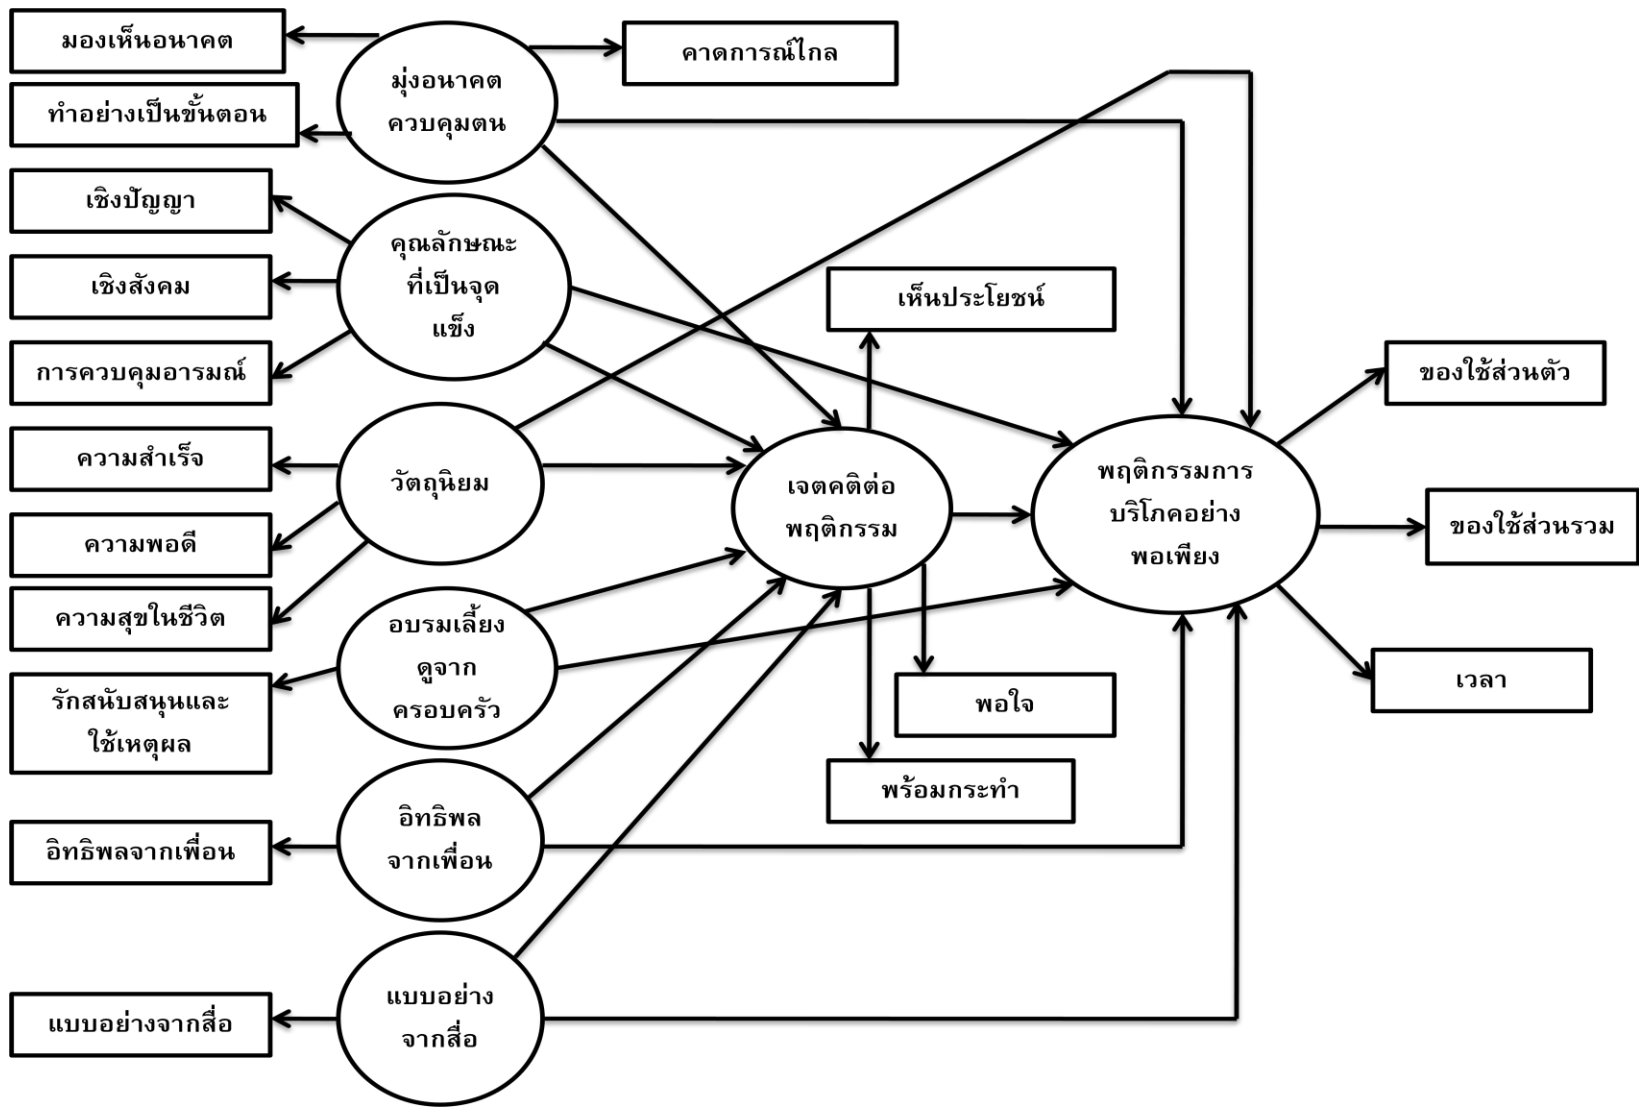 มองเห็นอนาคต
คาดการณ์ไกล
มุ่งอนาคต
ควบคุมตน
ทำอย่างเป็นขั้นตอน
เชิงปัญญา
คุณลักษณะ
ที่เป็นจุด
แข็ง
เชิงสังคม
เห็นประโยชน์
การควบคุมอารมณ์
ของใช้ส่วนตัว
ความสำเร็จ
วัตถุนิยม
เจตคติต่อ
พฤติกรรม
พฤติกรรมการ
บริโภคอย่าง
พอเพียง
ของใช้ส่วนรวม
ความพอดี
ความสุขในชีวิต
อบรมเลี้ยง
ดูจาก
ครอบครัว
เวลา
รักสนับสนุนและ
ใช้เหตุผล
พอใจ
พร้อมกระทำ
อิทธิพล
จากเพื่อน
อิทธิพลจากเพื่อน
แบบอย่าง
จากสื่อ
แบบอย่างจากสื่อ